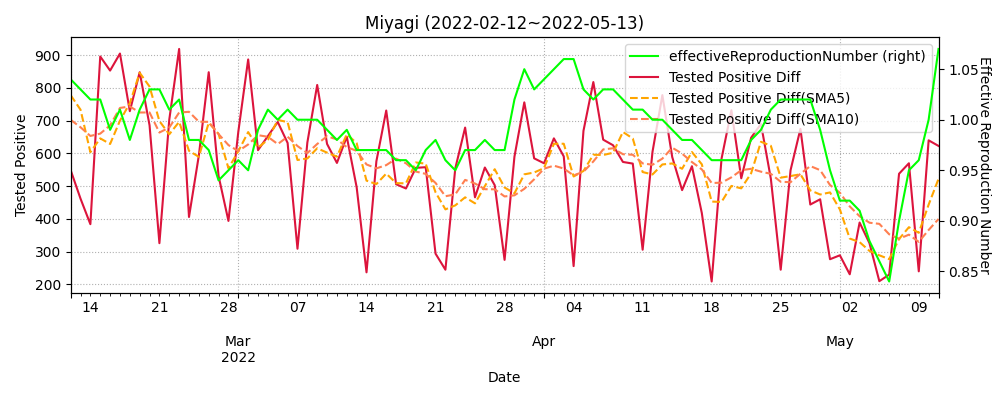 Miyagi (2022-02-12~2022-05-13)
effectiveReproductionNumber (right)
Tested Positive Diff
Tested Positive Diff(SMA5)
Tested Positive Diff(SMA10)
Tested Positive
900
800
700
600
500
400
300
200
1.05
1.00
0.95
0.90
0.85
Effective Reproduction Number
14 21 28 07 14 21 28 04 11 18 25 02 09
Mar Apr May
2022
Date